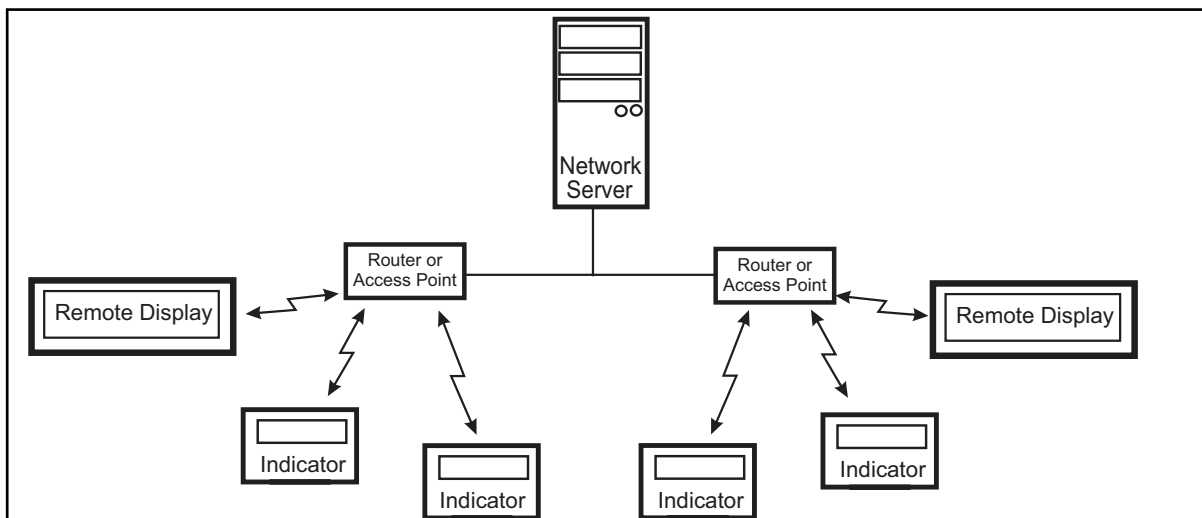 Network
Server
Router or
Access Point
Router or
Access Point
Remote Display
Remote Display
Indicator
Indicator
Indicator
Indicator